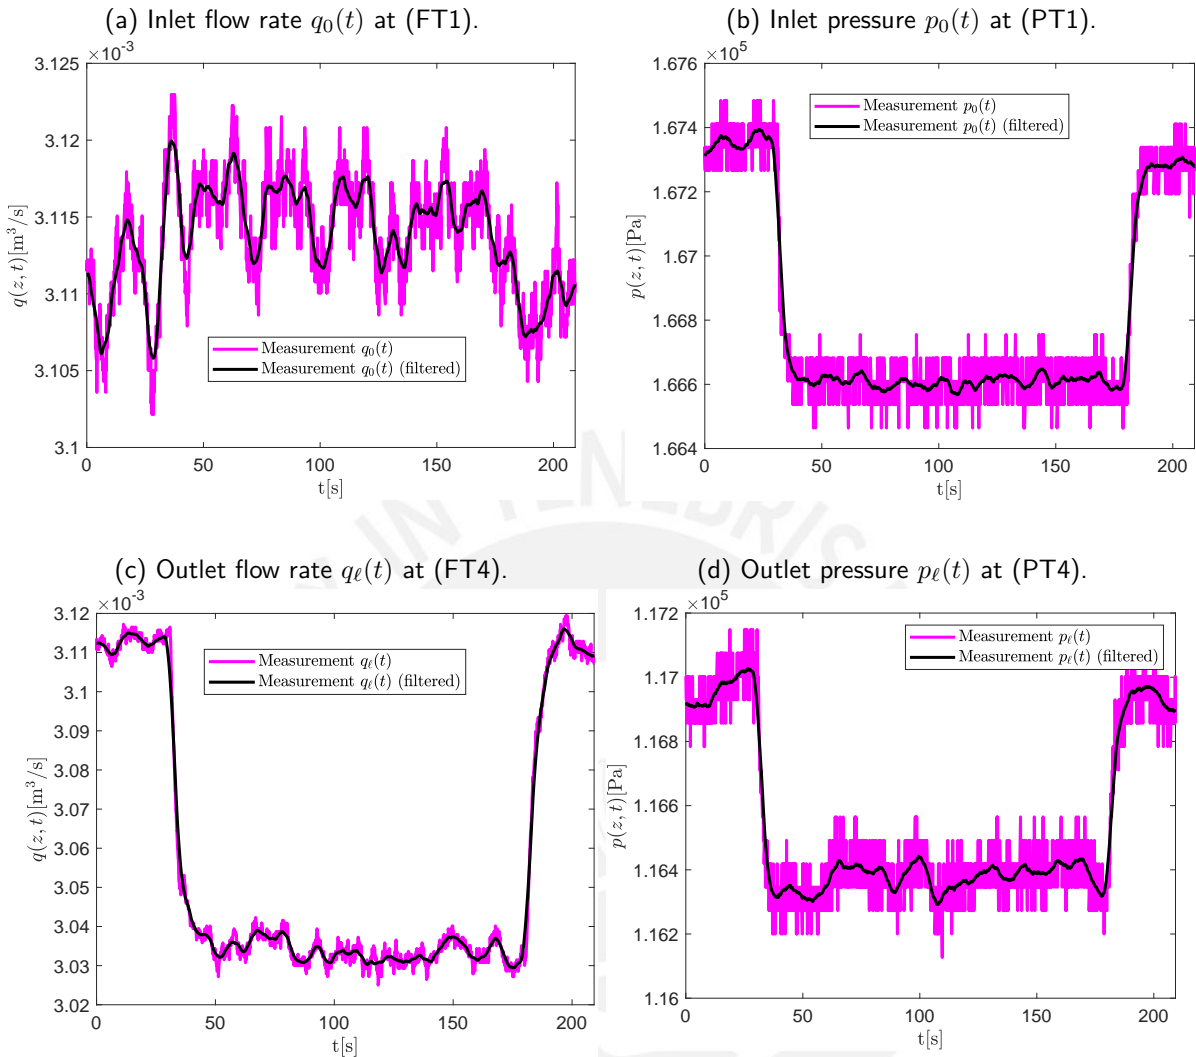 (a) Inlet flow rate q₀(t) at (FT1).
×10⁻³
3.125
3.12
3.115
3.11
3.105
3.1
q(z, t)[m³/s]
Measurement q₀(t)
Measurement q₀(t) (filtered)
0 50 100 150 200
t[s]
(b) Inlet pressure p₀(t) at (PT1).
×10⁵
1.676
1.674
1.672
1.67
1.668
1.666
1.664
p(z, t)[Pa]
Measurement p₀(t)
Measurement p₀(t) (filtered)
0 50 100 150 200
t[s]
IN TENEBRIS
(c) Outlet flow rate qℓ(t) at (FT4).
×10⁻³
3.12
3.11
3.1
3.09
3.08
3.07
3.06
3.05
3.04
3.03
3.02
q(z, t)[m³/s]
Measurement qℓ(t)
Measurement qℓ(t) (filtered)
0 50 100 150 200
t[s]
(d) Outlet pressure pℓ(t) at (PT4).
×10⁵
1.172
1.17
1.168
1.166
1.164
1.162
1.16
p(z, t)[Pa]
Measurement pℓ(t)
Measurement pℓ(t) (filtered)
0 50 100 150 200
t[s]